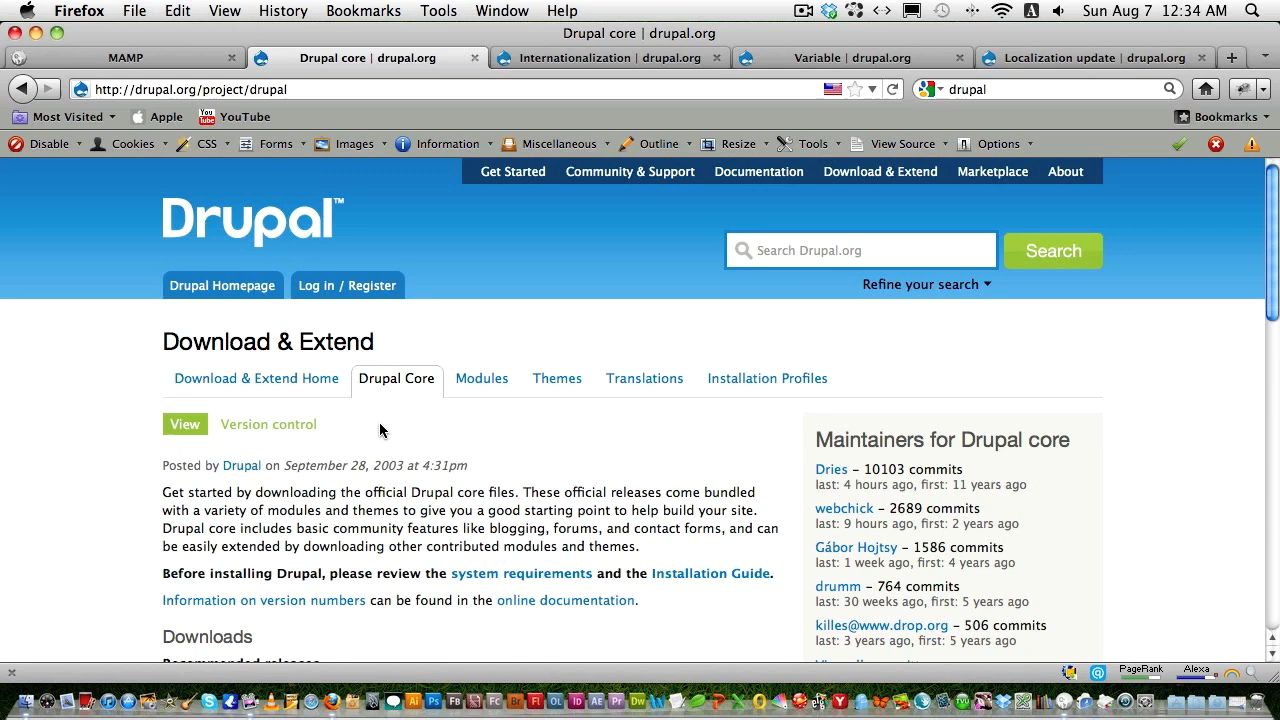 Firefox File Edit View History Bookmarks Tools Window Help Sun Aug 7 12:34 AM
Drupal core | drupal.org
MAMP Drupal core | drupal.org Internationalization | drupal.org Variable | drupal.org Localization update | drupal.org
http://drupal.org/project/drupal drupal
Most Visited Apple YouTube Bookmarks
Disable Cookies CSS Forms Images Information Miscellaneous Outline Resize Tools View Source Options
Get Started Community & Support Documentation Download & Extend Marketplace About
Drupal™
Search Drupal.org Search
Refine your search
Drupal Homepage Log in / Register
Download & Extend
Download & Extend Home Drupal Core Modules Themes Translations Installation Profiles
View Version control
Posted by Drupal on September 28, 2003 at 4:31pm
Get started by downloading the official Drupal core files. These official releases come bundled
with a variety of modules and themes to give you a good starting point to help build your site.
Drupal core includes basic community features like blogging, forums, and contact forms, and can
be easily extended by downloading other contributed modules and themes.
Before installing Drupal, please review the system requirements and the Installation Guide.
Information on version numbers can be found in the online documentation.
Downloads
Recommended releases
Maintainers for Drupal core
Dries – 10103 commits
last: 4 hours ago, first: 11 years ago
webchick – 2689 commits
last: 9 hours ago, first: 2 years ago
Gábor Hojtsy – 1586 commits
last: 1 week ago, first: 4 years ago
drumm – 764 commits
last: 30 weeks ago, first: 5 years ago
killes@www.drop.org – 506 commits
last: 3 years ago, first: 5 years ago
PageRank Alexa